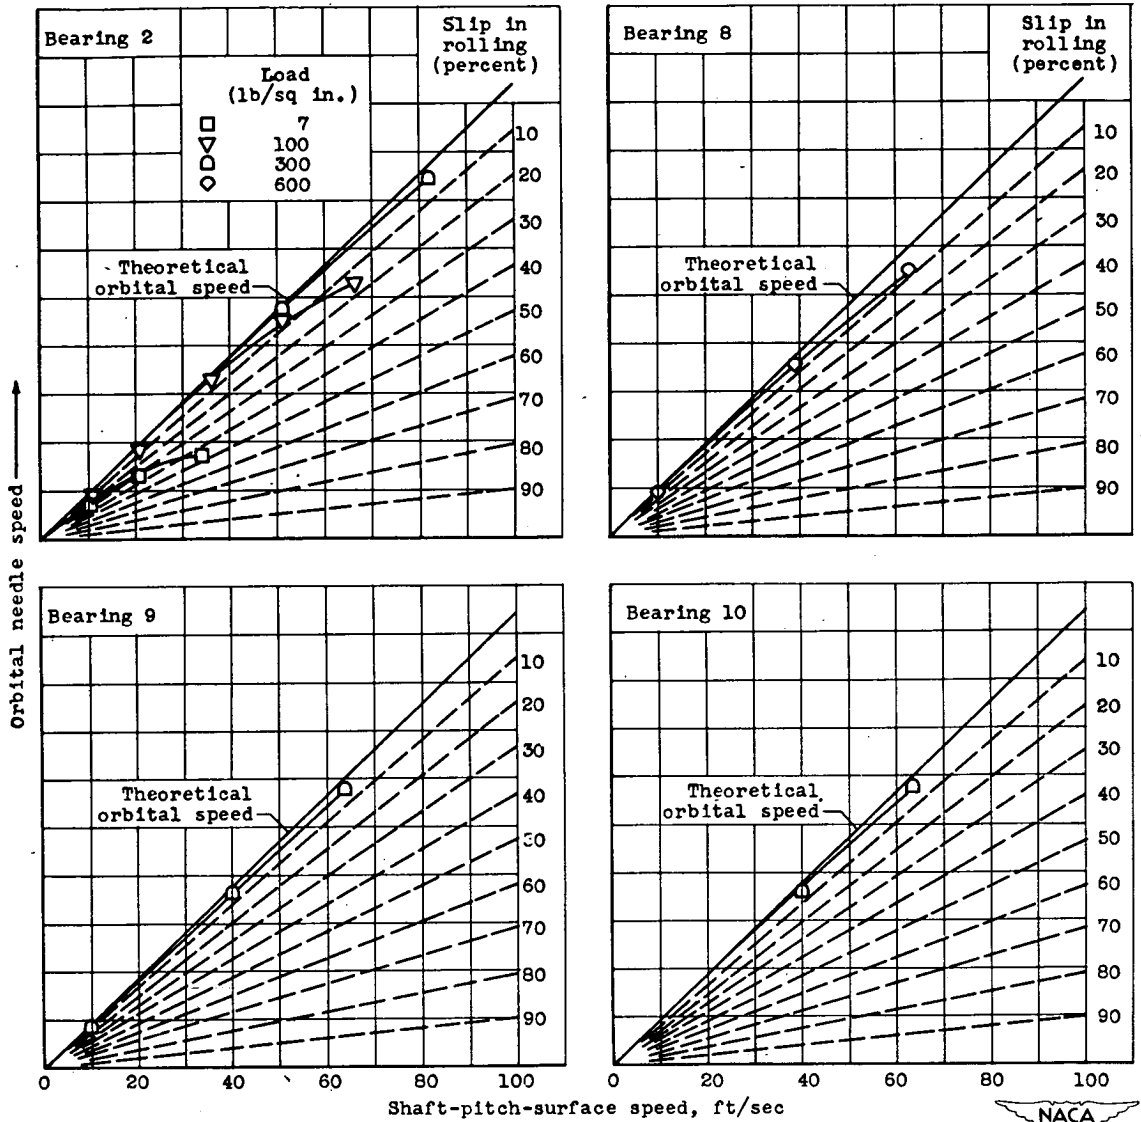 Bearing 2
Slip in
rolling
(percent)
Load
(lb/sq in.)
7
100
300
600
10
20
30
40
50
60
70
80
90
Theoretical
orbital speed
Bearing 8
Slip in
rolling
(percent)
10
20
30
40
50
60
70
80
90
Theoretical
orbital speed
Orbital needle speed
Bearing 9
10
20
30
40
50
60
70
80
90
Theoretical
orbital speed
0 20 40 60 80 100
Bearing 10
10
20
30
40
50
60
70
80
90
Theoretical
orbital speed
0 20 40 60 80 100
Shaft-pitch-surface speed, ft/sec
NACA